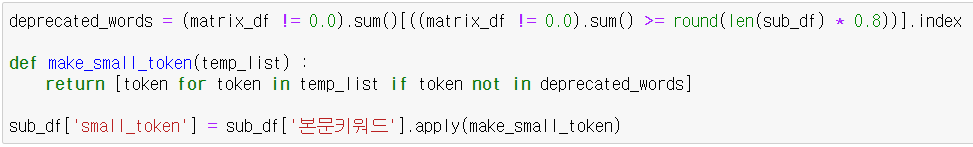 deprecated_words = (matrix_df != 0.0).sum()[((matrix_df != 0.0).sum() >= round(len(sub_df) * 0.8))].index
def make_small_token(temp_list) :
    return [token for token in temp_list if token not in deprecated_words]
sub_df['small_token'] = sub_df['본문키워드'].apply(make_small_token)